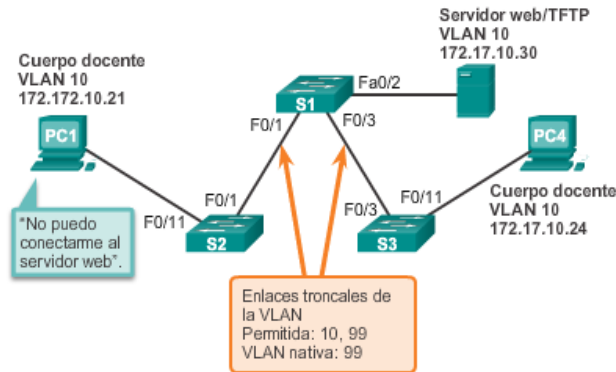 Servidor web/TFTP
VLAN 10
172.17.10.30
Cuerpo docente
VLAN 10
172.172.10.21
Fa0/2
S1
F0/1
F0/3
PC1
PC4
F0/1
F0/11
S2
F0/3
F0/11
S3
Cuerpo docente
VLAN 10
172.17.10.24
"No puedo
conectarme al
servidor web".
Enlaces troncales de
la VLAN
Permitida: 10, 99
VLAN nativa: 99